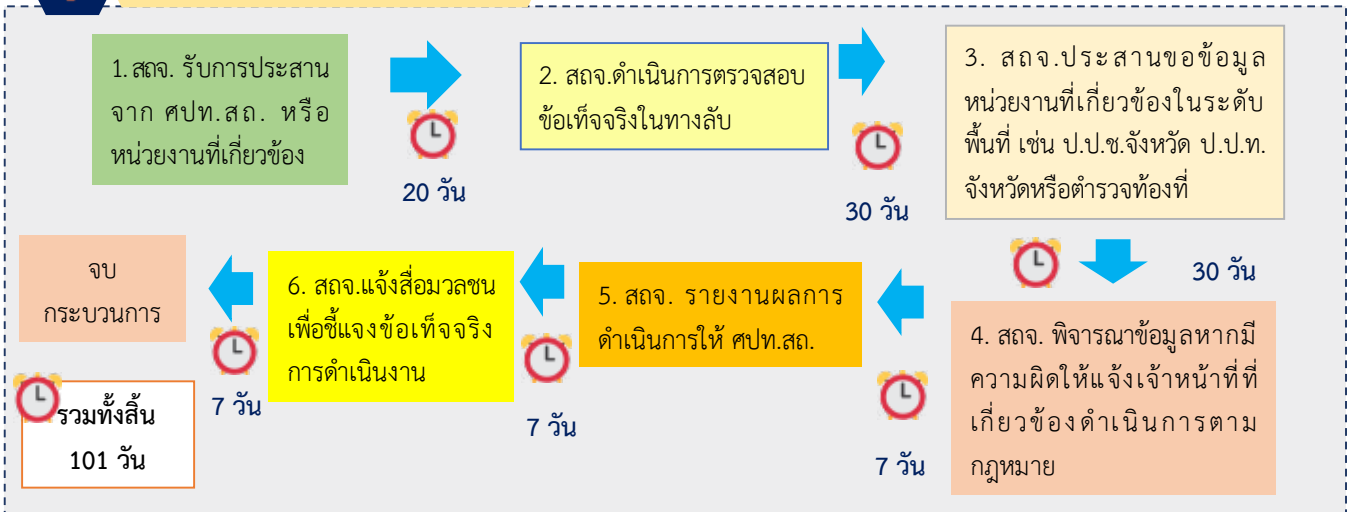 1. สถจ. รับการประสาน
จาก ศปท.สถ. หรือ
หน่วยงานที่เกี่ยวข้อง
20 วัน
2. สถจ.ดำเนินการตรวจสอบ
ข้อเท็จจริงในทางลับ
30 วัน
3. สถจ.ประสานขอข้อมูล
หน่วยงานที่เกี่ยวข้องในระดับ
พื้นที่ เช่น ป.ป.ช.จังหวัด ป.ป.ท.
จังหวัดหรือตำรวจท้องที่
30 วัน
4. สถจ. พิจารณาข้อมูลหากมี
ความผิดให้แจ้งเจ้าหน้าที่ที่
เกี่ยวข้องดำเนินการตาม
กฎหมาย
7 วัน
5. สถจ. รายงานผลการ
ดำเนินการให้ ศปท.สถ.
7 วัน
6. สถจ.แจ้งสื่อมวลชน
เพื่อชี้แจงข้อเท็จจริง
การดำเนินงาน
7 วัน
จบ
กระบวนการ
รวมทั้งสิ้น
101 วัน